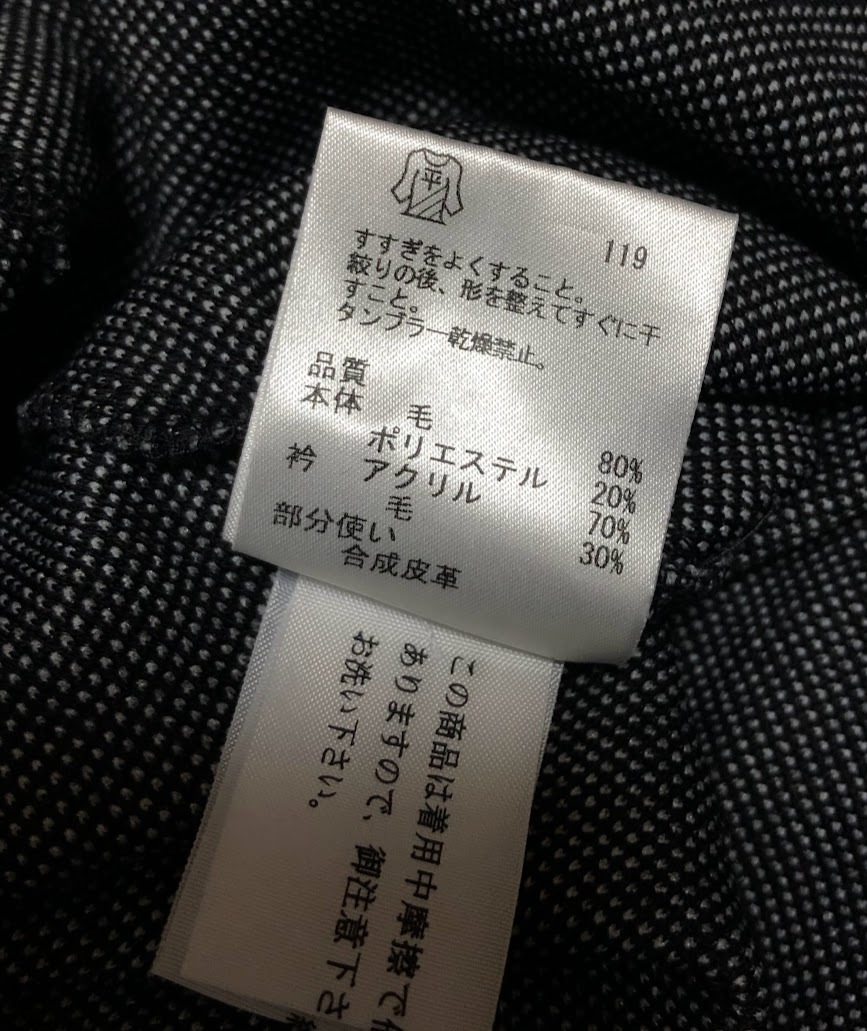 平
119
すすぎをよくすること。
絞りの後、形を整えてすぐに干
すこと。
タンブラー乾燥禁止。
品質
本体 毛 80%
ポリエステル 20%
衿 アクリル 70%
毛 30%
部分使い
合成皮革
この商品は着用中摩擦で
ありますので、御注意下さ
お洗い下さい。